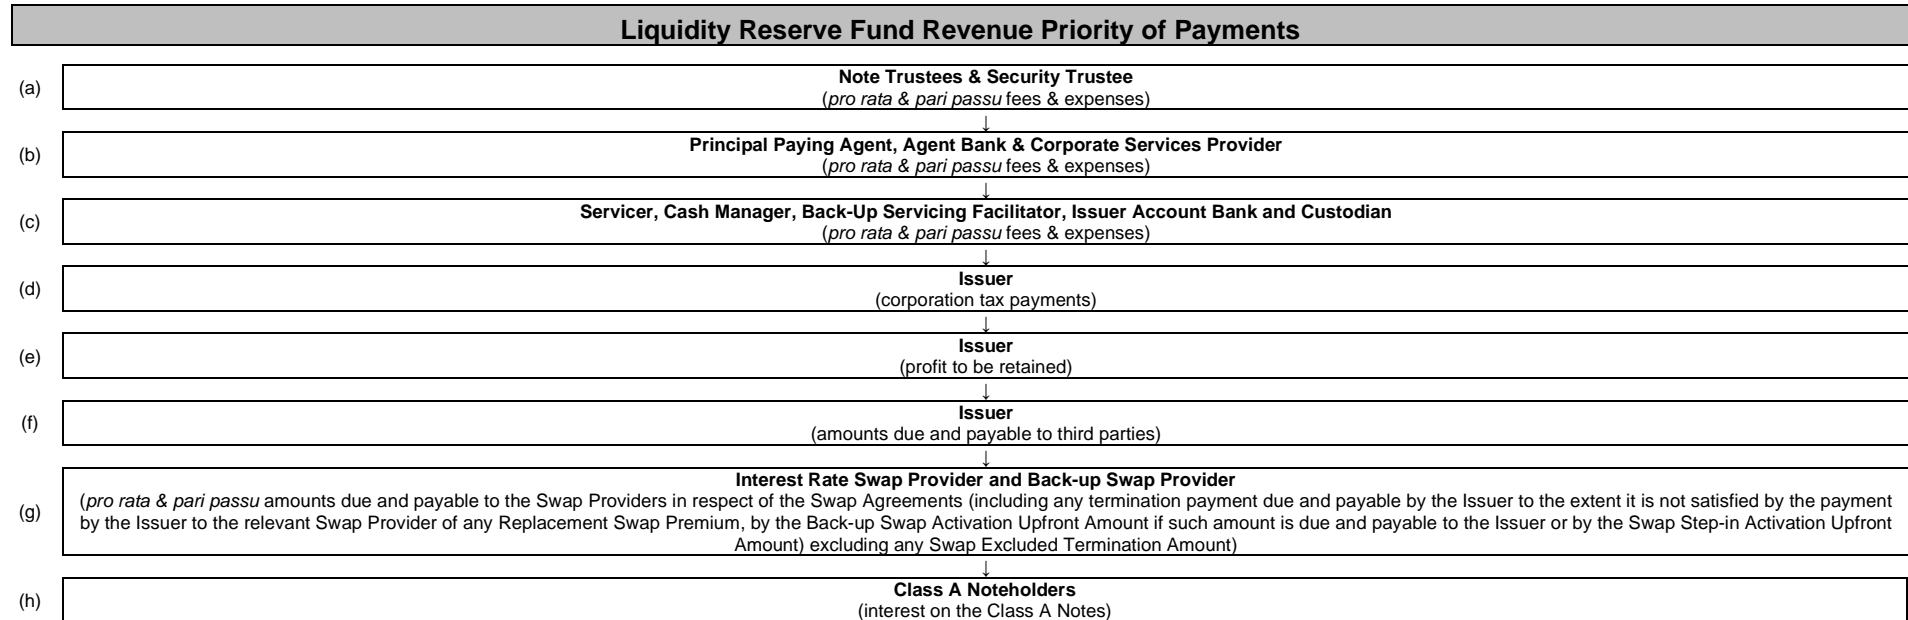 Liquidity Reserve Fund Revenue Priority of Payments
(a)
Note Trustees & Security Trustee
(pro rata & pari passu fees & expenses)
↓
(b)
Principal Paying Agent, Agent Bank & Corporate Services Provider
(pro rata & pari passu fees & expenses)
↓
(c)
Servicer, Cash Manager, Back-Up Servicing Facilitator, Issuer Account Bank and Custodian
(pro rata & pari passu fees & expenses)
↓
(d)
Issuer
(corporation tax payments)
↓
(e)
Issuer
(profit to be retained)
↓
(f)
Issuer
(amounts due and payable to third parties)
↓
(g)
Interest Rate Swap Provider and Back-up Swap Provider
(pro rata & pari passu amounts due and payable to the Swap Providers in respect of the Swap Agreements (including any termination payment due and payable by the Issuer to the extent it is not satisfied by the payment
by the Issuer to the relevant Swap Provider of any Replacement Swap Premium, by the Back-up Swap Activation Upfront Amount if such amount is due and payable to the Issuer or by the Swap Step-in Activation Upfront
Amount) excluding any Swap Excluded Termination Amount)
↓
(h)
Class A Noteholders
(interest on the Class A Notes)